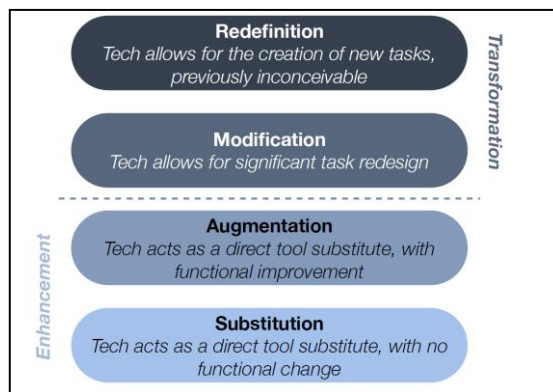 Redefinition
Tech allows for the creation of new tasks,
previously inconceivable
Transformation
Modification
Tech allows for significant task redesign
Augmentation
Tech acts as a direct tool substitute, with
functional improvement
Enhancement
Substitution
Tech acts as a direct tool substitute, with no
functional change